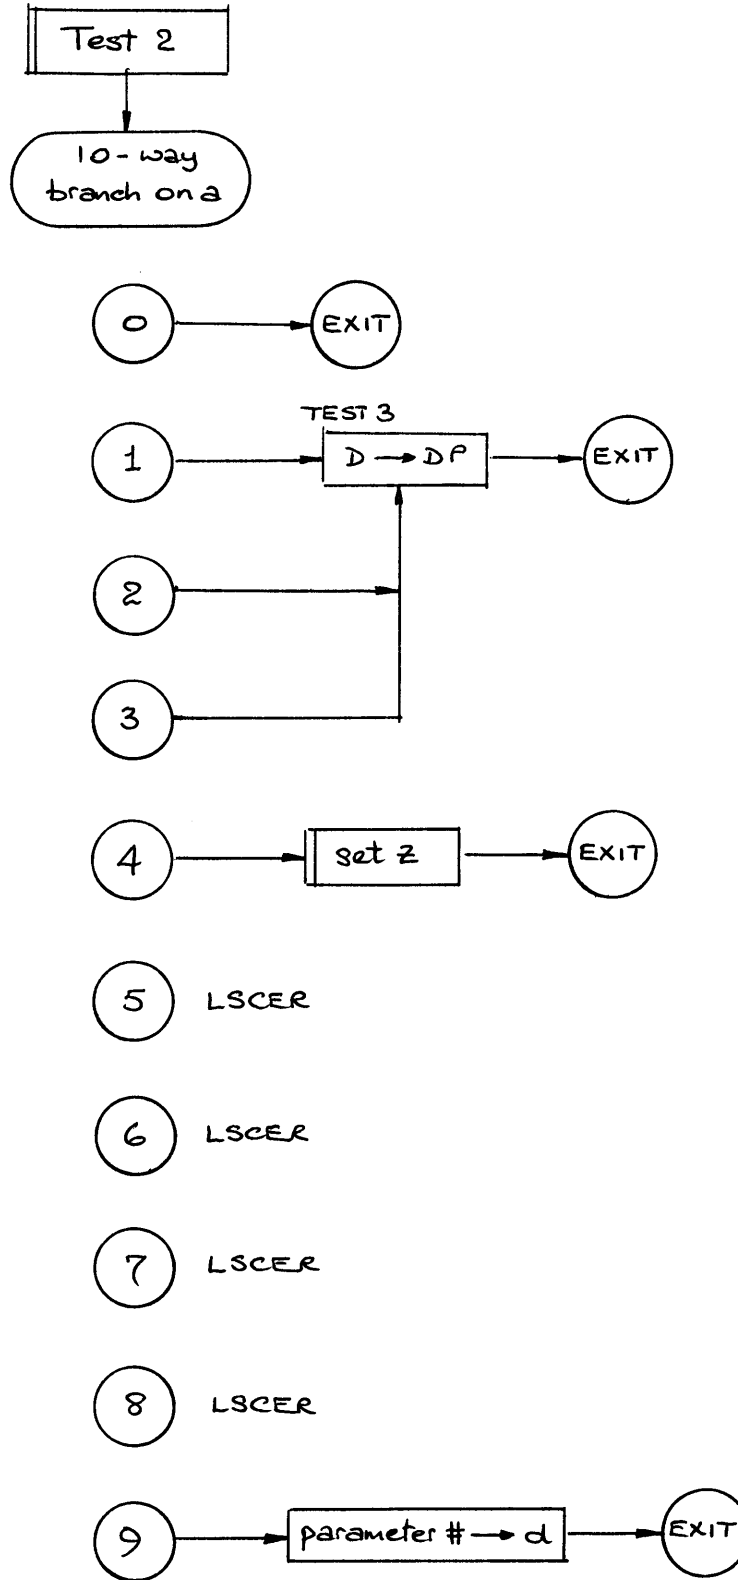 Test 2
10-way
branch on a
0 EXIT
TEST 3
1 D → DP EXIT
2
3
4 set z EXIT
5 LSCER
6 LSCER
7 LSCER
8 LSCER
9 parameter # → d EXIT